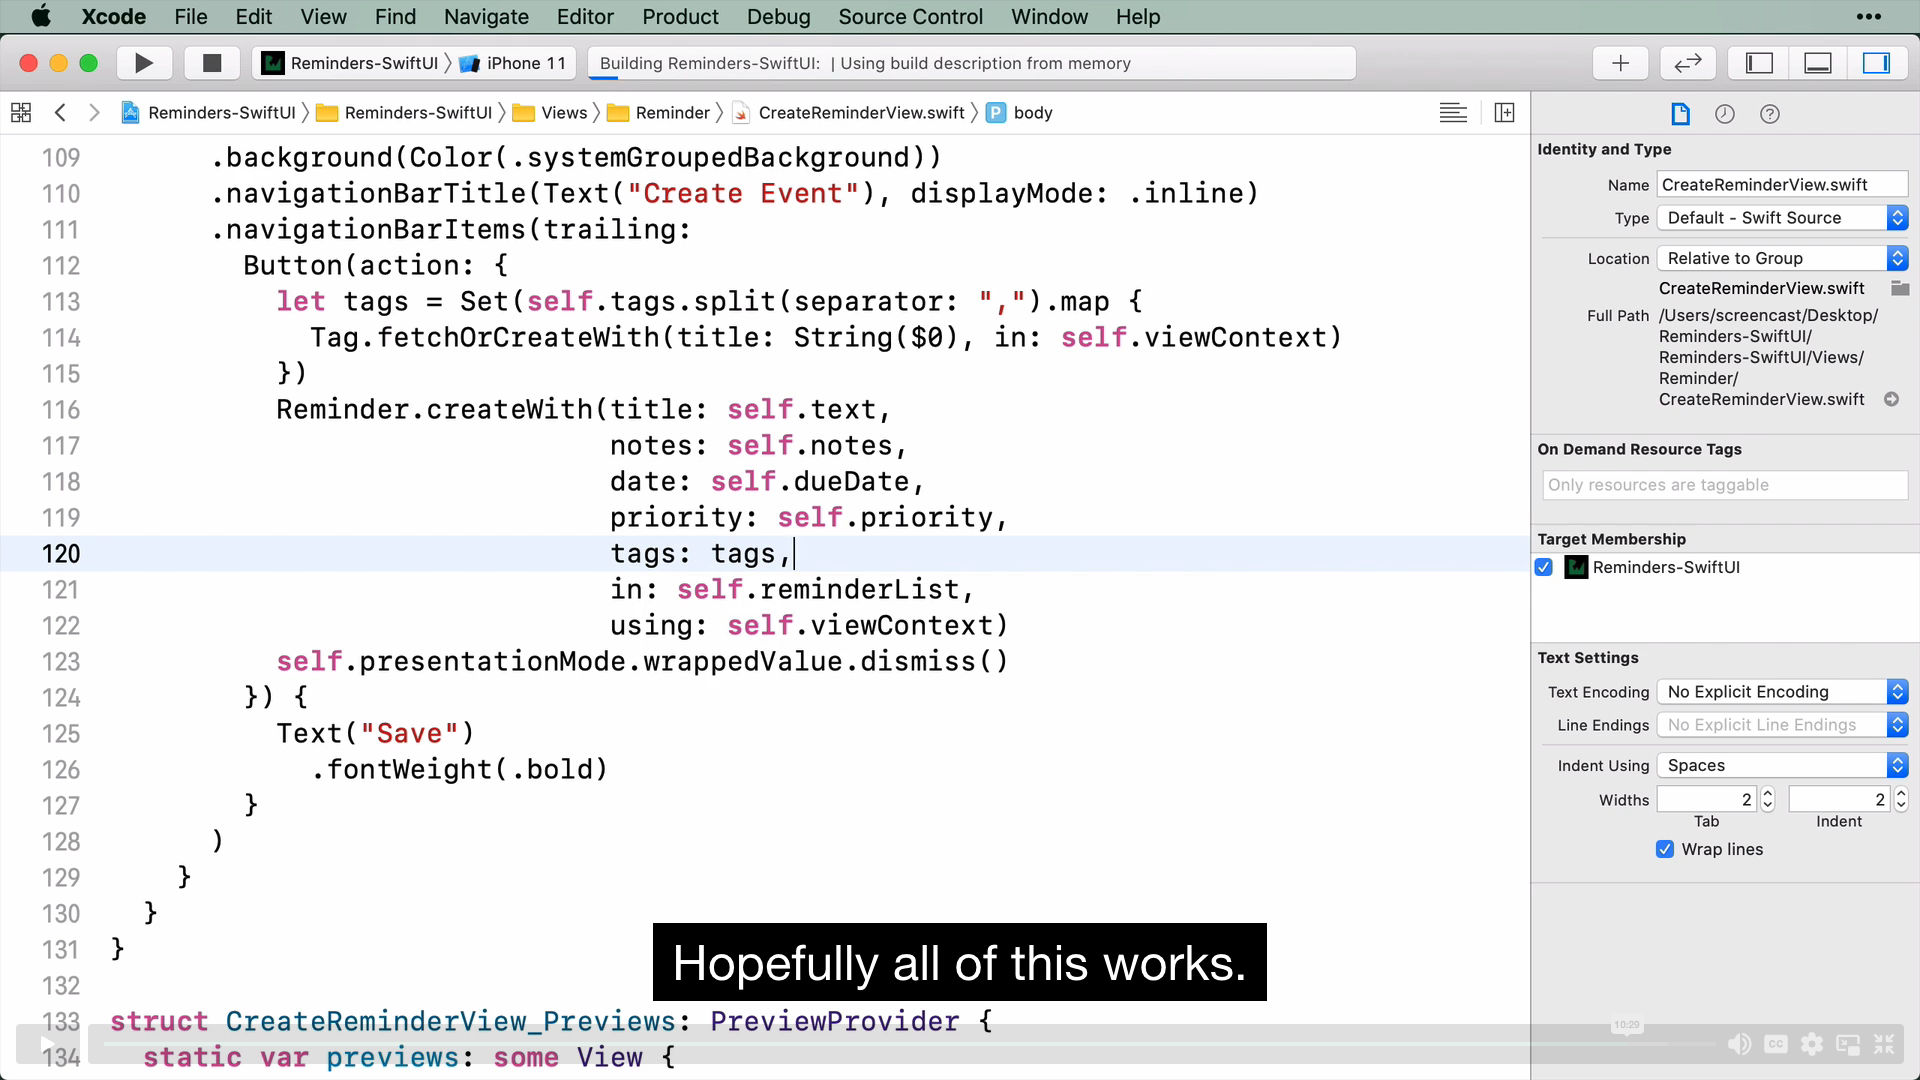 Xcode File Edit View Find Navigate Editor Product Debug Source Control Window Help
Reminders-SwiftUI iPhone 11 Building Reminders-SwiftUI: | Using build description from memory
Reminders-SwiftUI Reminders-SwiftUI Views Reminder CreateReminderView.swift P body
109 .background(Color(.systemGroupedBackground))
110 .navigationBarTitle(Text("Create Event"), displayMode: .inline)
111 .navigationBarItems(trailing:
112 Button(action: {
113 let tags = Set(self.tags.split(separator: ",").map {
114 Tag.fetchOrCreateWith(title: String($0), in: self.viewContext)
115 })
116 Reminder.createWith(title: self.text,
117 notes: self.notes,
118 date: self.dueDate,
119 priority: self.priority,
120 tags: tags,
121 in: self.reminderList,
122 using: self.viewContext)
123 self.presentationMode.wrappedValue.dismiss()
124 }) {
125 Text("Save")
126 .fontWeight(.bold)
127 }
128 )
129 }
130 }
131 }
132
133 struct CreateReminderView_Previews: PreviewProvider {
134 static var previews: some View {
Hopefully all of this works.
10:29
CC
Identity and Type
Name CreateReminderView.swift
Type Default - Swift Source
Location Relative to Group
CreateReminderView.swift
Full Path /Users/screencast/Desktop/
Reminders-SwiftUI/
Reminders-SwiftUI/Views/
Reminder/
CreateReminderView.swift
On Demand Resource Tags
Only resources are taggable
Target Membership
Reminders-SwiftUI
Text Settings
Text Encoding No Explicit Encoding
Line Endings No Explicit Line Endings
Indent Using Spaces
Widths 2 2
Tab Indent
Wrap lines